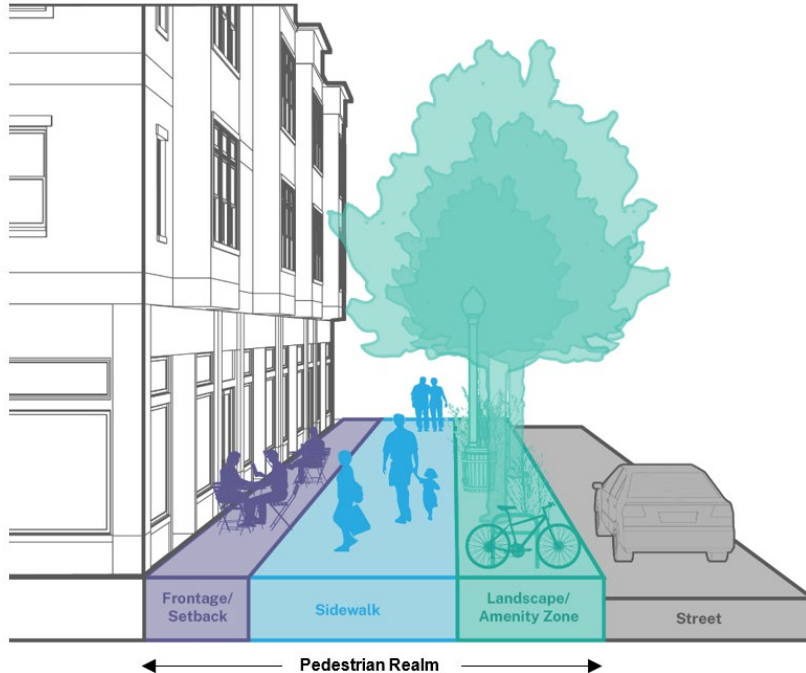 Frontage/
Setback
Sidewalk
Landscape/
Amenity Zone
Street
Pedestrian Realm